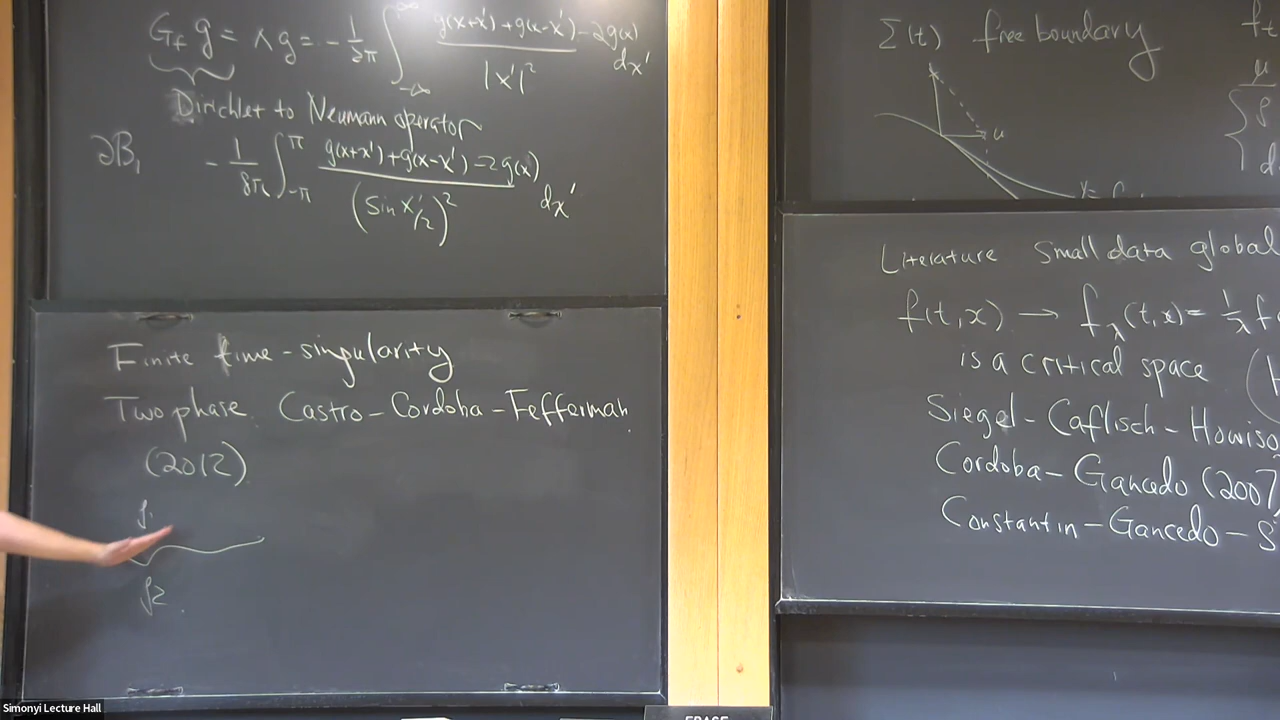 G_f g = Λg = -1/2π ∫_{-∞}^{∞} (g(x+x') + g(x-x') - 2g(x))/|x'|² dx'
Dirichlet to Neumann operator
∂B₁ -1/8π ∫_{-π}^{π} (g(x+x') + g(x-x') - 2g(x))/(Sin x'/2)² dx'
Finite time-singularity
Two phase. Castro-Cordoba-Fefferman.
(2012).
ρ₁
ρ₂.
Σ(t) free boundary
u
μ
Literature Small data global
f(t,x) → f_λ(t,x) = 1/λ f
is a critical space (H
Siegel-Caflisch-Howiso
Cordoba-Gancedo (2007)
Constantin-Gancedo-S
Simonyi Lecture Hall
ERASE